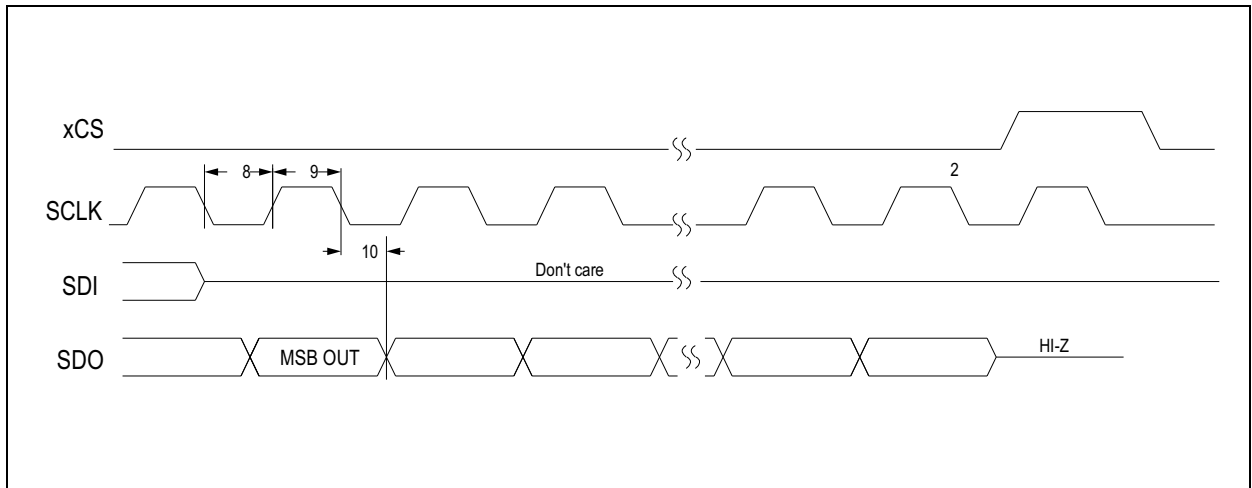 xCS
2
8
9
SCLK
10
Don't care
SDI
HI-Z
MSB OUT
SDO